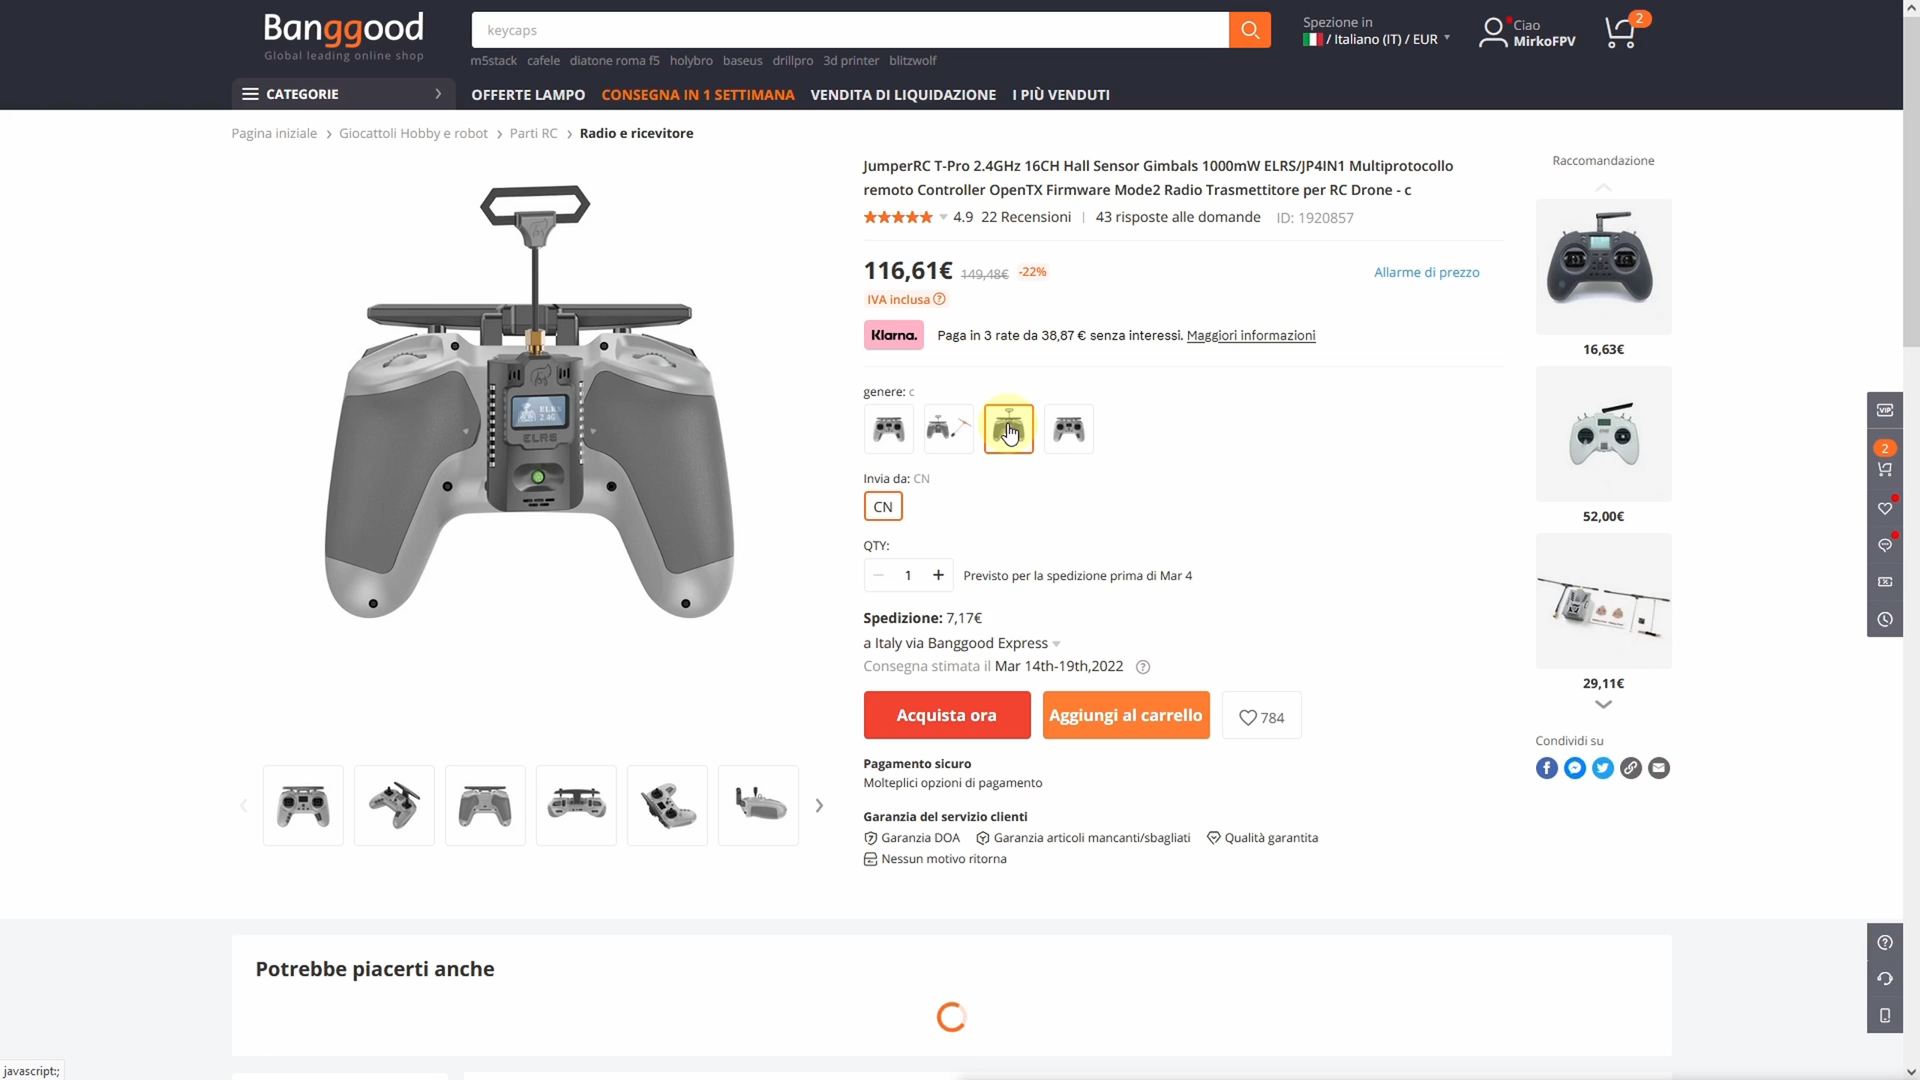 Banggood
Global leading online shop
keycaps
Spezione in
/ Italiano (IT) / EUR
Ciao
MirkoFPV
2
m5stack cafele diatone roma f5 holybro baseus drillpro 3d printer blitzwolf
CATEGORIE
OFFERTE LAMPO CONSEGNA IN 1 SETTIMANA VENDITA DI LIQUIDAZIONE I PIÙ VENDUTI
Pagina iniziale > Giocattoli Hobby e robot > Parti RC > Radio e ricevitore
JumperRC T-Pro 2.4GHz 16CH Hall Sensor Gimbals 1000mW ELRS/JP4IN1 Multiprotocollo
remoto Controller OpenTX Firmware Mode2 Radio Trasmettitore per RC Drone - c
4.9 22 Recensioni | 43 risposte alle domande ID: 1920857
116,61€ 149,48€ -22%
Allarme di prezzo
IVA inclusa
Klarna. Paga in 3 rate da 38,87 € senza interessi. Maggiori informazioni
genere: c
Invia da: CN
CN
QTY:
1 + Previsto per la spedizione prima di Mar 4
Spedizione: 7,17€
a Italy via Banggood Express
Consegna stimata il Mar 14th-19th,2022
Acquista ora
Aggiungi al carrello
784
Pagamento sicuro
Molteplici opzioni di pagamento
Garanzia del servizio clienti
Garanzia DOA Garanzia articoli mancanti/sbagliati Qualità garantita
Nessun motivo ritorna
ELRS
2.4G
ELRS
Raccomandazione
16,63€
52,00€
29,11€
Condividi su
VIP
2
Potrebbe piacerti anche
javascript:;